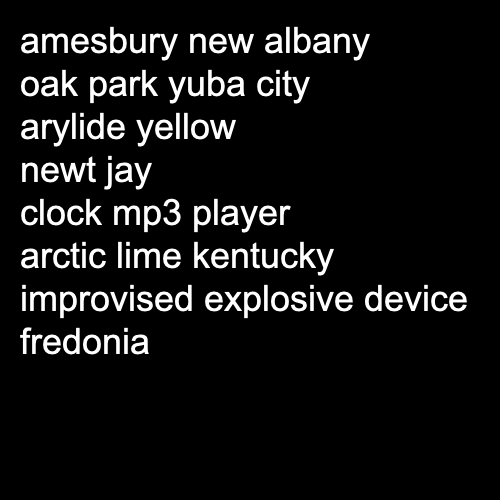 amesbury new albany
oak park yuba city
arylide yellow
newt jay
clock mp3 player
arctic lime kentucky
improvised explosive device
fredonia